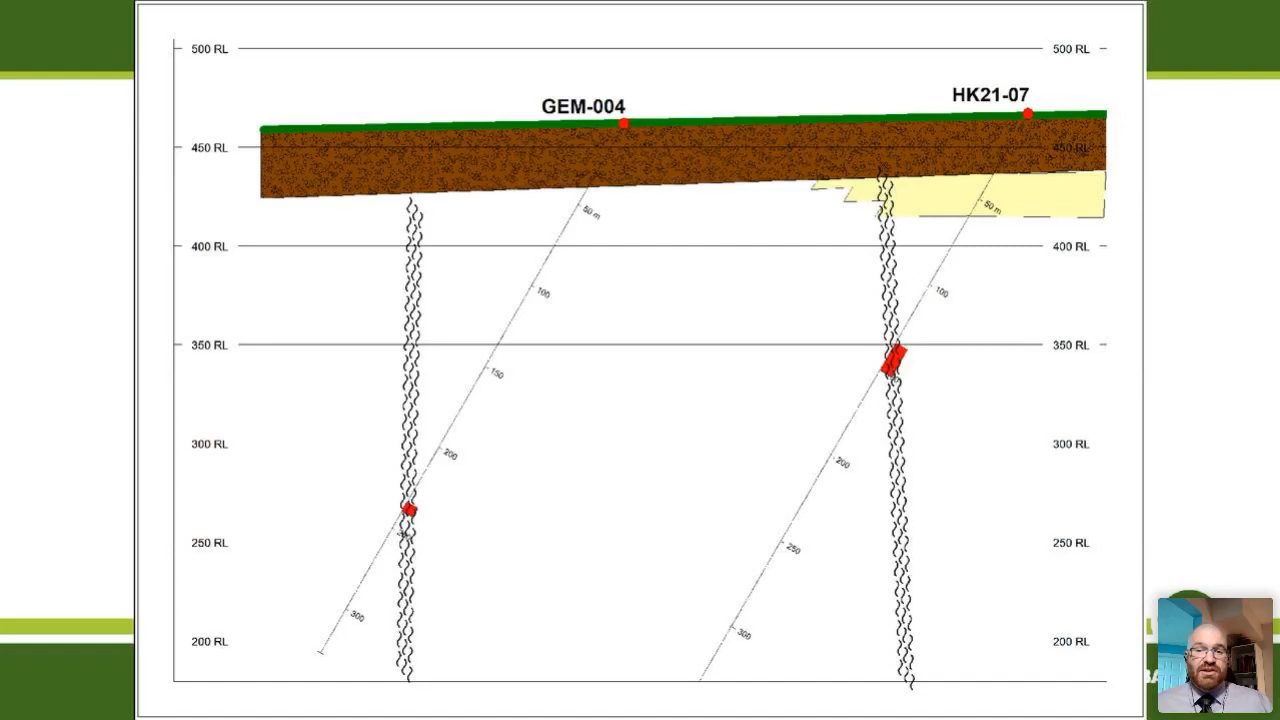 500 RL 500 RL
HK21-07
GEM-004
450 RL 450 RL
50 m 50 m
400 RL 400 RL
100 100
350 RL 350 RL
150
300 RL 300 RL
200 200
250 RL 250 RL
250
300 300
200 RL 200 RL